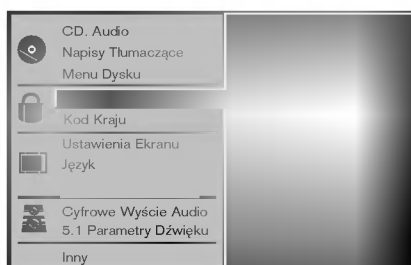 CD. Audio
Napisy Tłumaczące
Menu Dysku
Kod Kraju
Ustawienia Ekranu
Język
Cyfrowe Wyście Audio
5.1 Parametry Dźwięku
Inny